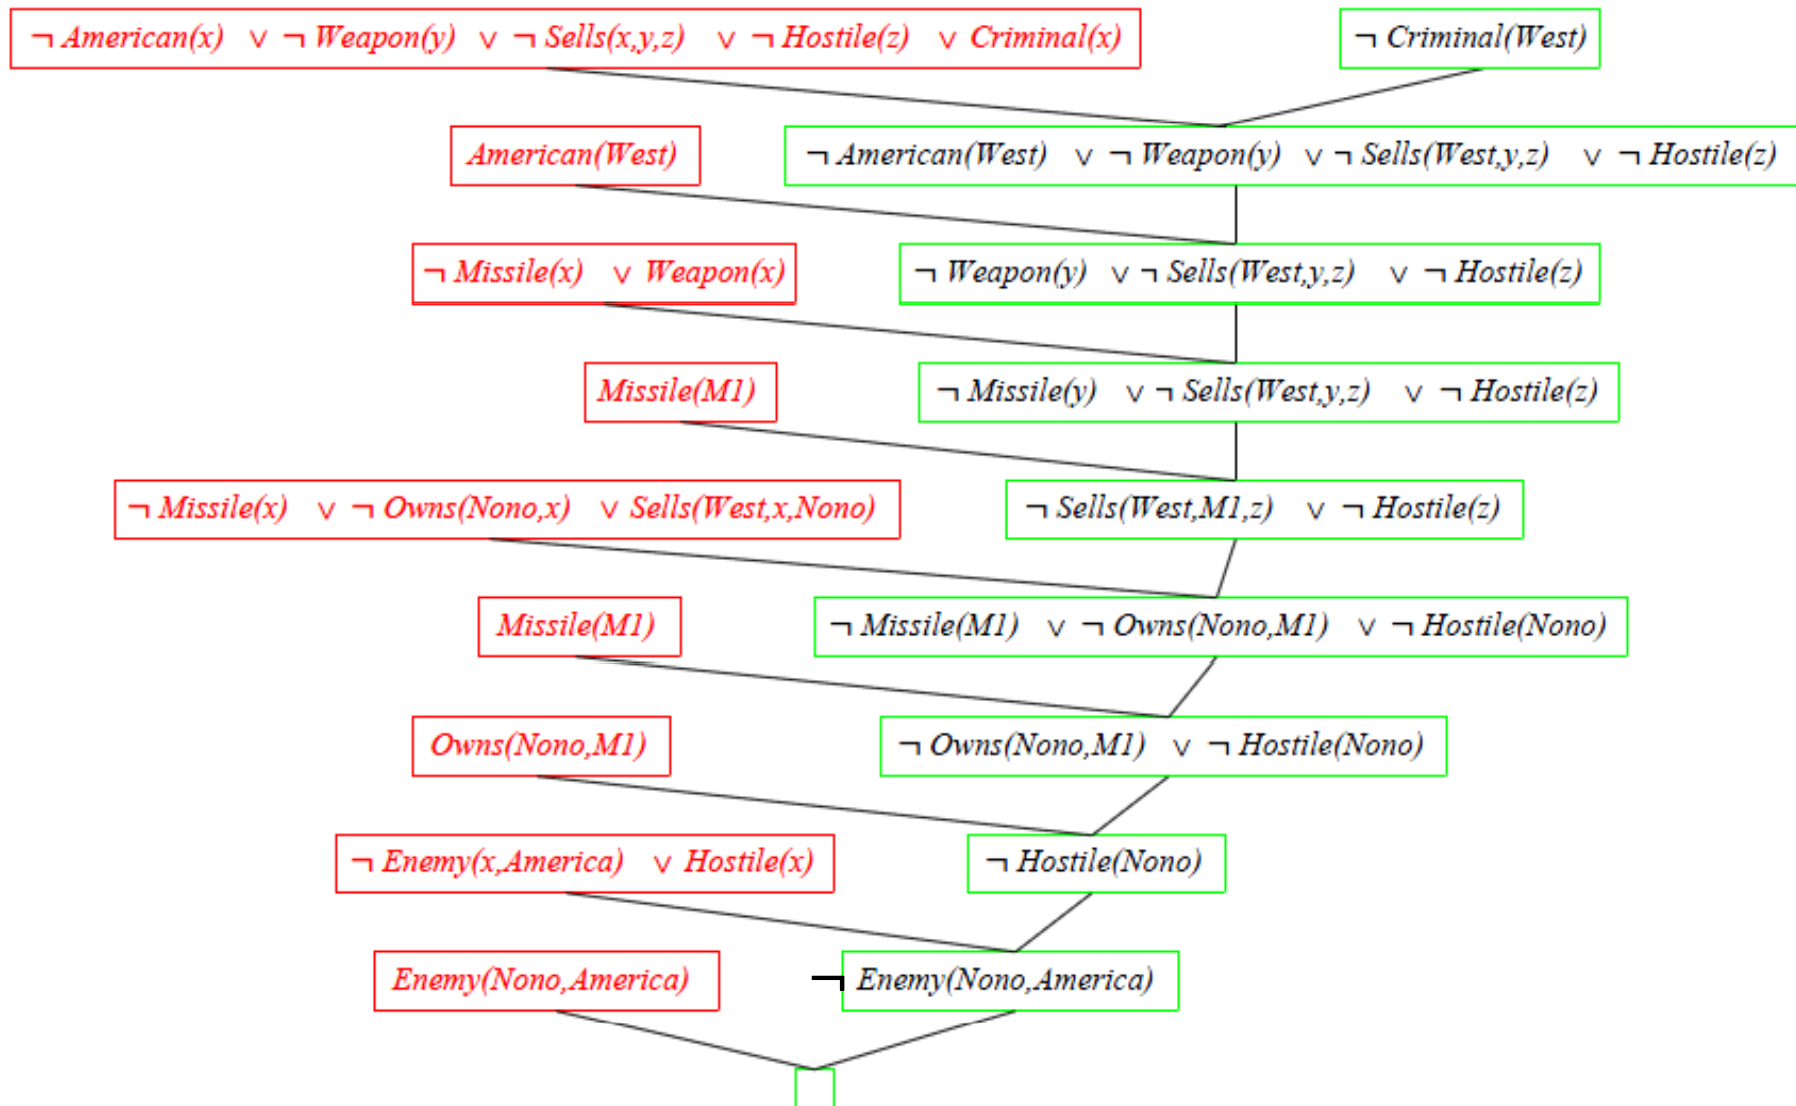 ¬ American(x) ∨ ¬ Weapon(y) ∨ ¬ Sells(x,y,z) ∨ ¬ Hostile(z) ∨ Criminal(x) ¬ Criminal(West)
American(West) ¬ American(West) ∨ ¬ Weapon(y) ∨ ¬ Sells(West,y,z) ∨ ¬ Hostile(z)
¬ Missile(x) ∨ Weapon(x) ¬ Weapon(y) ∨ ¬ Sells(West,y,z) ∨ ¬ Hostile(z)
Missile(M1) ¬ Missile(y) ∨ ¬ Sells(West,y,z) ∨ ¬ Hostile(z)
¬ Missile(x) ∨ ¬ Owns(Nono,x) ∨ Sells(West,x,Nono) ¬ Sells(West,M1,z) ∨ ¬ Hostile(z)
Missile(M1) ¬ Missile(M1) ∨ ¬ Owns(Nono,M1) ∨ ¬ Hostile(Nono)
Owns(Nono,M1) ¬ Owns(Nono,M1) ∨ ¬ Hostile(Nono)
¬ Enemy(x,America) ∨ Hostile(x) ¬ Hostile(Nono)
Enemy(Nono,America) ¬ Enemy(Nono,America)